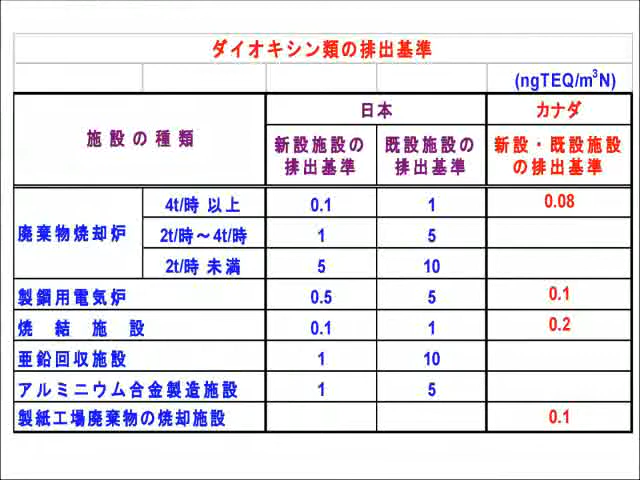 ダイオキシン類の排出基準
(ngTEQ/m3N)
施設の種類 日本 カナダ
新設施設の排出基準 既設施設の排出基準 新設・既設施設の排出基準
廃棄物焼却炉 4t/時 以上 0.1 1 0.08
2t/時～4t/時 1 5
2t/時 未満 5 10
製鋼用電気炉 0.5 5 0.1
焼結施設 0.1 1 0.2
亜鉛回収施設 1 10
アルミニウム合金製造施設 1 5
製紙工場廃棄物の焼却施設 0.1